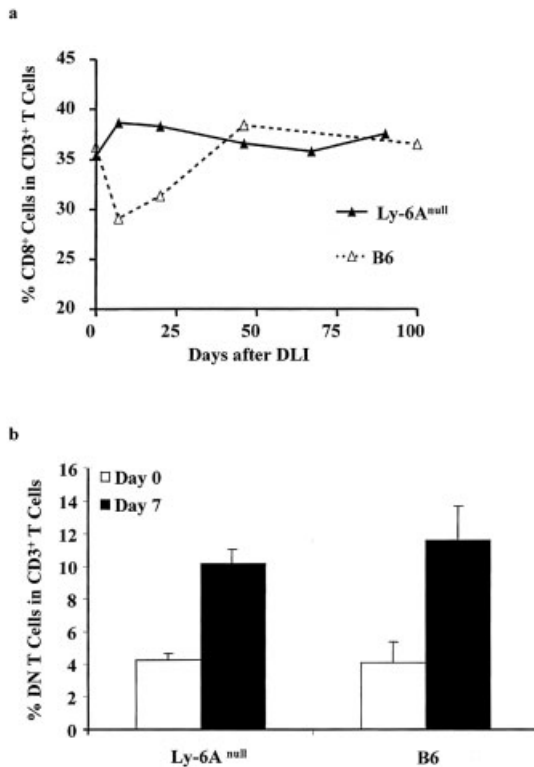 a
% CD8⁺ Cells in CD3⁺ T Cells
45
40
35
30
25
20
0
25
50
75
100
Days after DLI
Ly-6Aⁿᵘˡˡ
B6
b
% DN T Cells in CD3⁺ T Cells
16
14
12
10
8
6
4
2
0
Day 0
Day 7
Ly-6A ⁿᵘˡˡ
B6